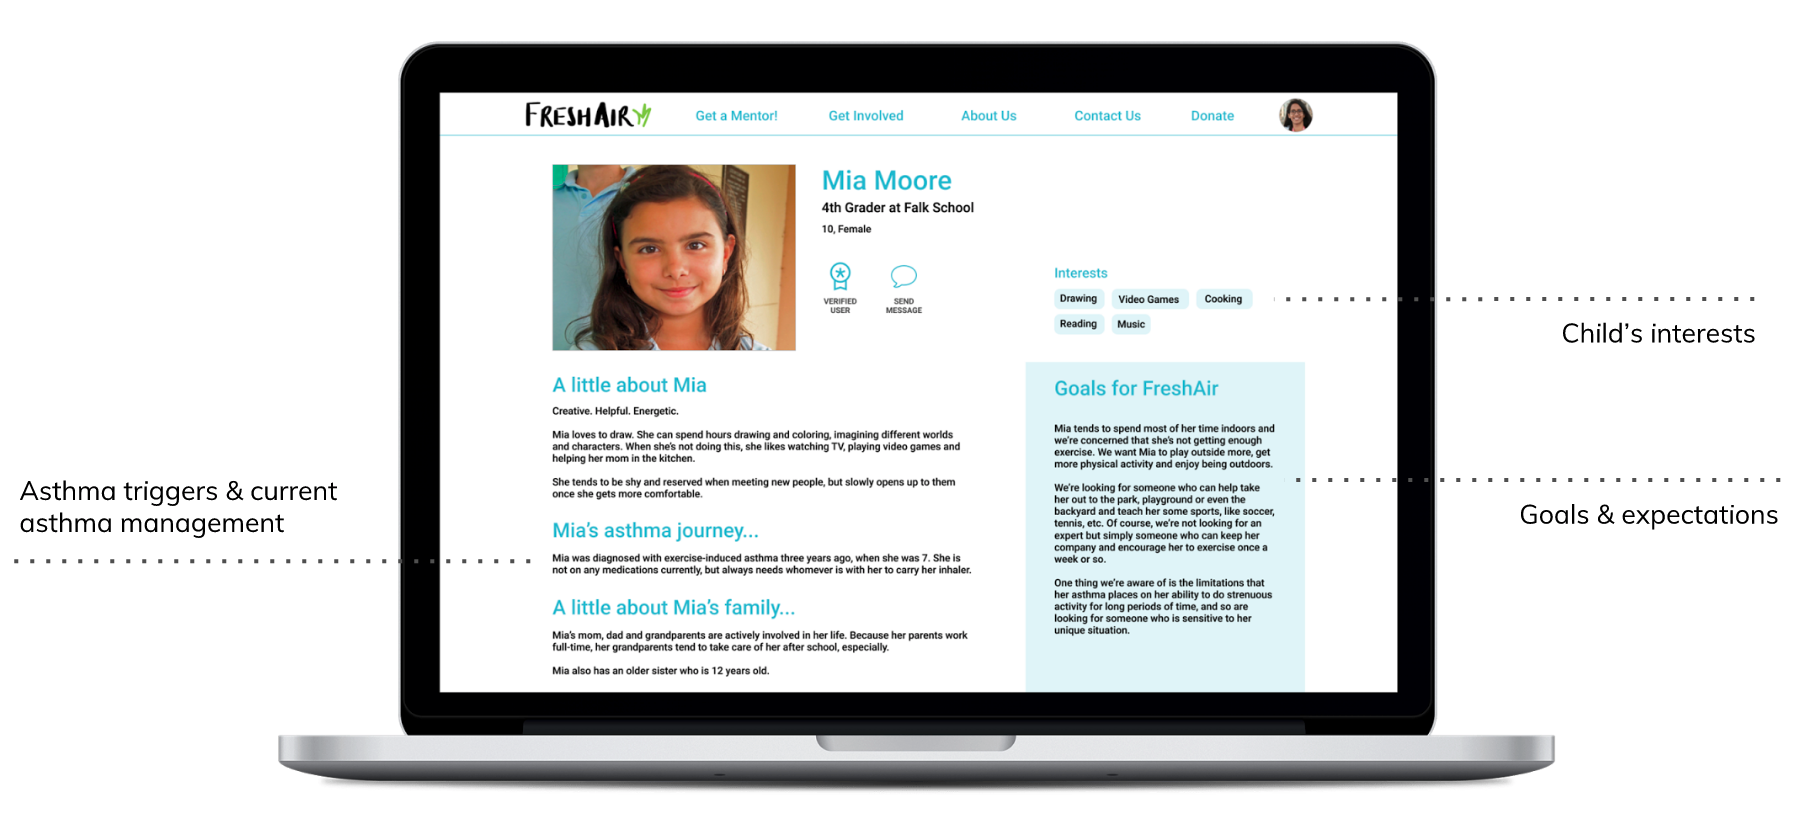 FRESHAIR
Get a Mentor!
Get Involved
About Us
Contact Us
Donate
Mia Moore
4th Grader at Falk School
10, Female
VERIFIED
USER
SEND
MESSAGE
Interests
Drawing
Video Games
Cooking
Reading
Music
Child's interests
A little about Mia
Creative. Helpful. Energetic.
Mia loves to draw. She can spend hours drawing and coloring, imagining different worlds
and characters. When she's not doing this, she likes watching TV, playing video games and
helping her mom in the kitchen.
She tends to be shy and reserved when meeting new people, but slowly opens up to them
once she gets more comfortable.
Asthma triggers & current
asthma management
Mia's asthma journey...
Mia was diagnosed with exercise-induced asthma three years ago, when she was 7. She is
not on any medications currently, but always needs whomever is with her to carry her inhaler.
A little about Mia's family...
Mia's mom, dad and grandparents are actively involved in her life. Because her parents work
full-time, her grandparents tend to take care of her after school, especially.
Mia also has an older sister who is 12 years old.
Goals for FreshAir
Mia tends to spend most of her time indoors and
we're concerned that she's not getting enough
exercise. We want Mia to play outside more, get
more physical activity and enjoy being outdoors.
We're looking for someone who can help take
her out to the park, playground or even the
backyard and teach her some sports, like soccer,
tennis, etc. Of course, we're not looking for an
expert but simply someone who can keep her
company and encourage her to exercise once a
week or so.
One thing we're aware of is the limitations that
her asthma places on her ability to do strenuous
activity for long periods of time, and so are
looking for someone who is sensitive to her
unique situation.
Goals & expectations